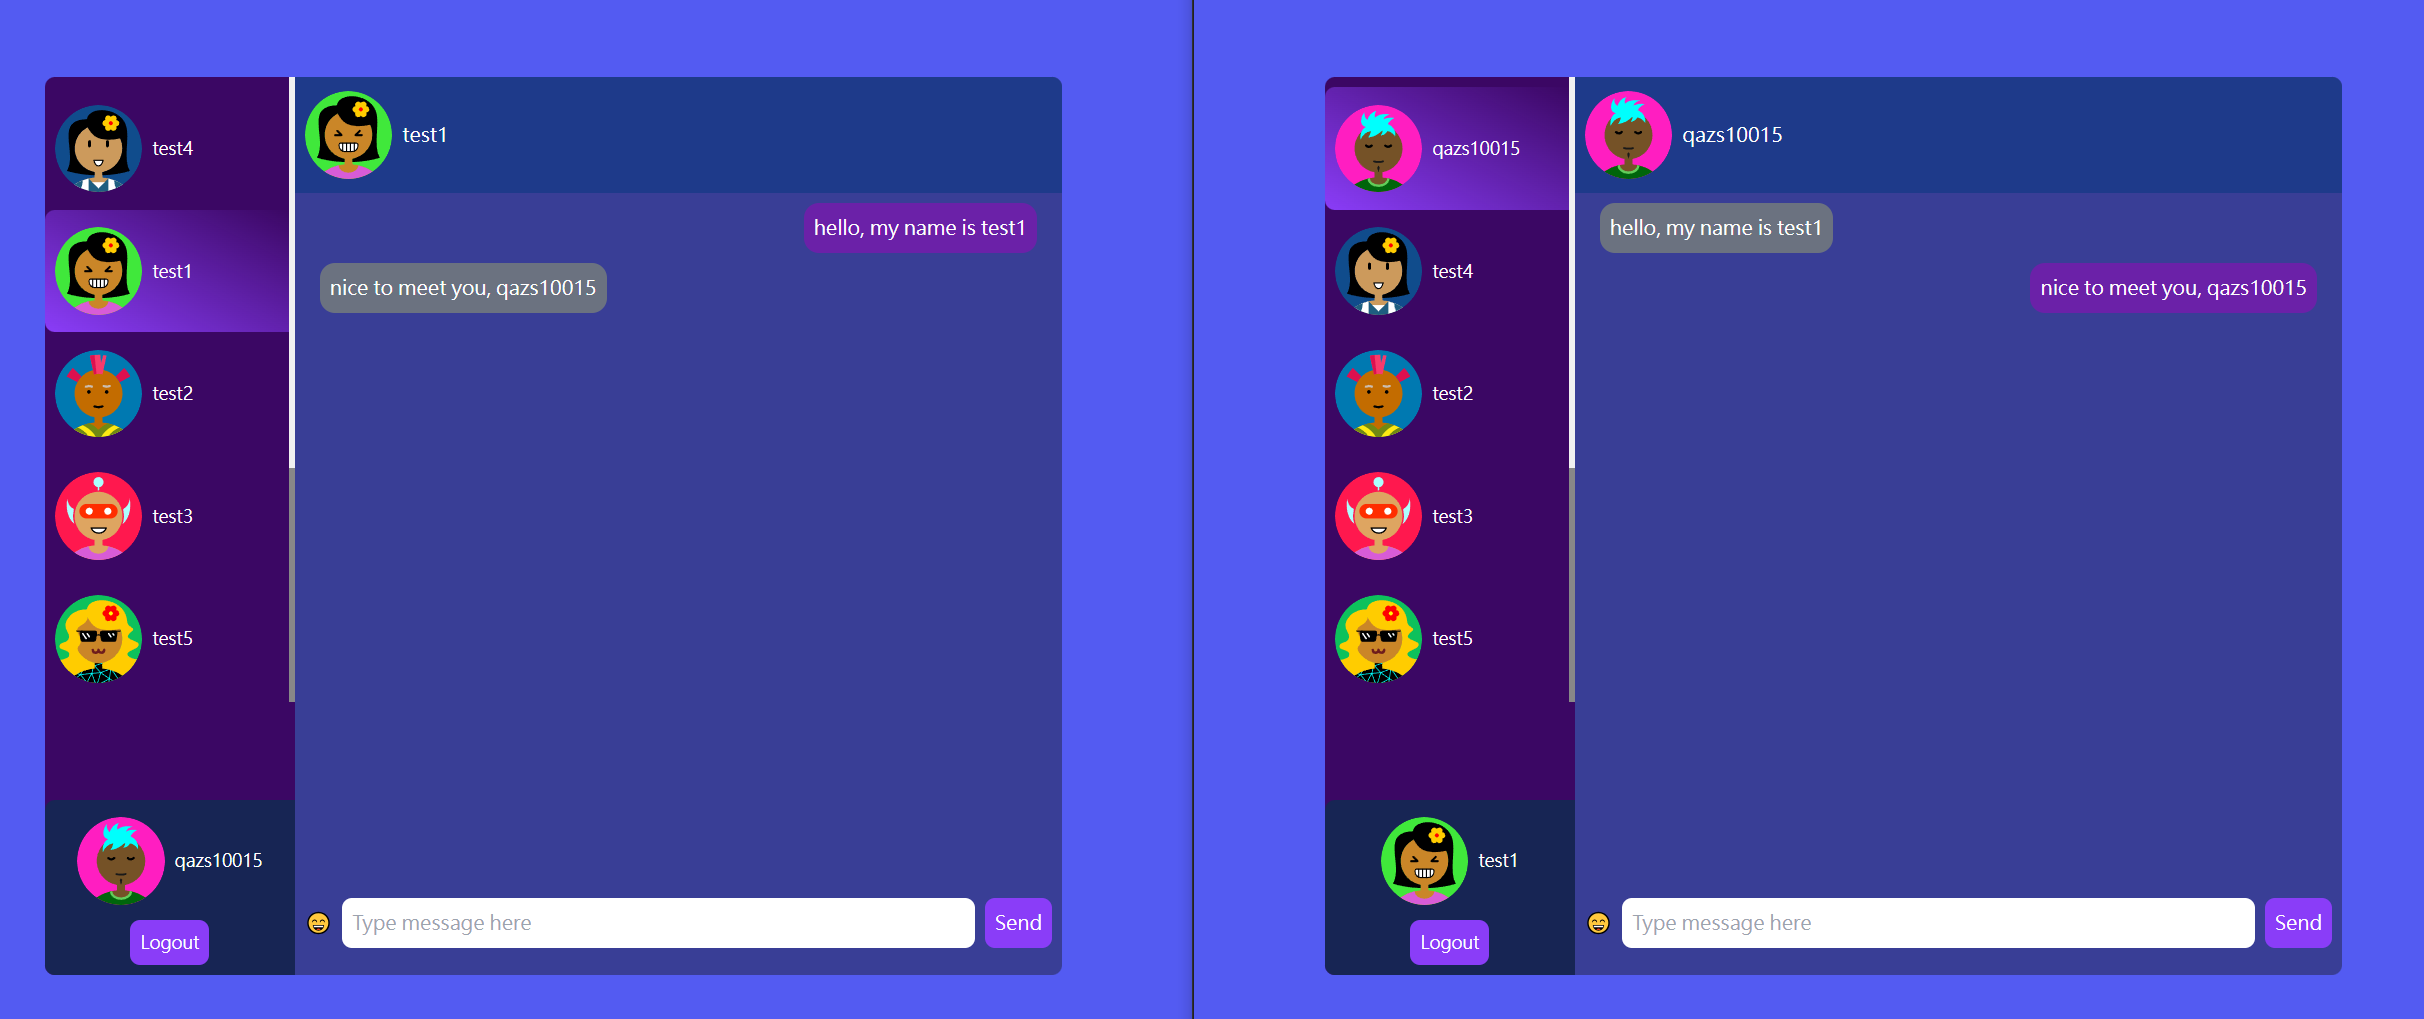 test4
test1
test2
test3
test5
qazs10015
Logout
test1
hello, my name is test1
nice to meet you, qazs10015
Type message here
Send
qazs10015
test4
test2
test3
test5
test1
Logout
qazs10015
hello, my name is test1
nice to meet you, qazs10015
Type message here
Send